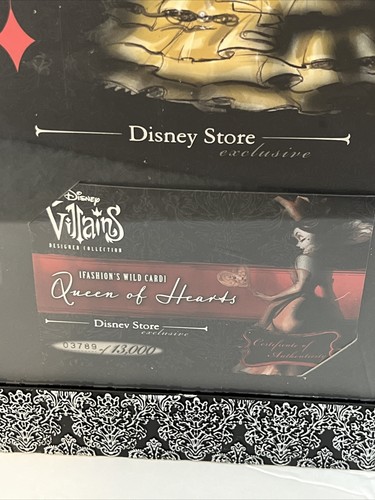 Disney Store
exclusive
Disney
Villains
DESIGNER COLLECTION
!FASHION'S WILD CARD!
Queen of Hearts
Disney Store
exclusive
03789 of 13,000
Certificate of
Authenticity